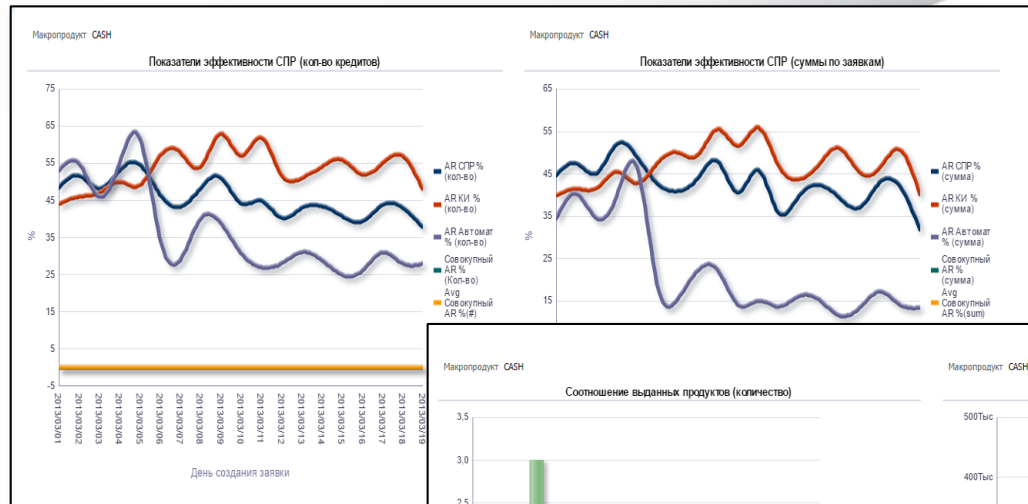 Макропродукт CASH
Показатели эффективности СПР (кол-во кредитов)
75
65
55
45
35
25
15
5
-5
%
2013/03/01
2013/03/02
2013/03/03
2013/03/04
2013/03/05
2013/03/06
2013/03/07
2013/03/08
2013/03/09
2013/03/10
2013/03/11
2013/03/12
2013/03/13
2013/03/14
2013/03/15
2013/03/16
2013/03/17
2013/03/18
2013/03/19
День создания заявки
AR СПР %
(кол-во)
AR КИ %
(кол-во)
AR Автомат
% (кол-во)
Совокупный
AR %
(Кол-во)
Avg
Совокупный
AR %(#)
Макропродукт CASH
Показатели эффективности СПР (суммы по заявкам)
65
55
45
35
25
15
%
AR СПР %
(сумма)
AR КИ %
(сумма)
AR Автомат
% (сумма)
Совокупный
AR %
(сумма)
Avg
Совокупный
AR %(sum)
Макропродукт CASH
Соотношение выданных продуктов (количество)
3,5
3,0
2,5
Макропродукт CASH
500Тыс
400Тыс